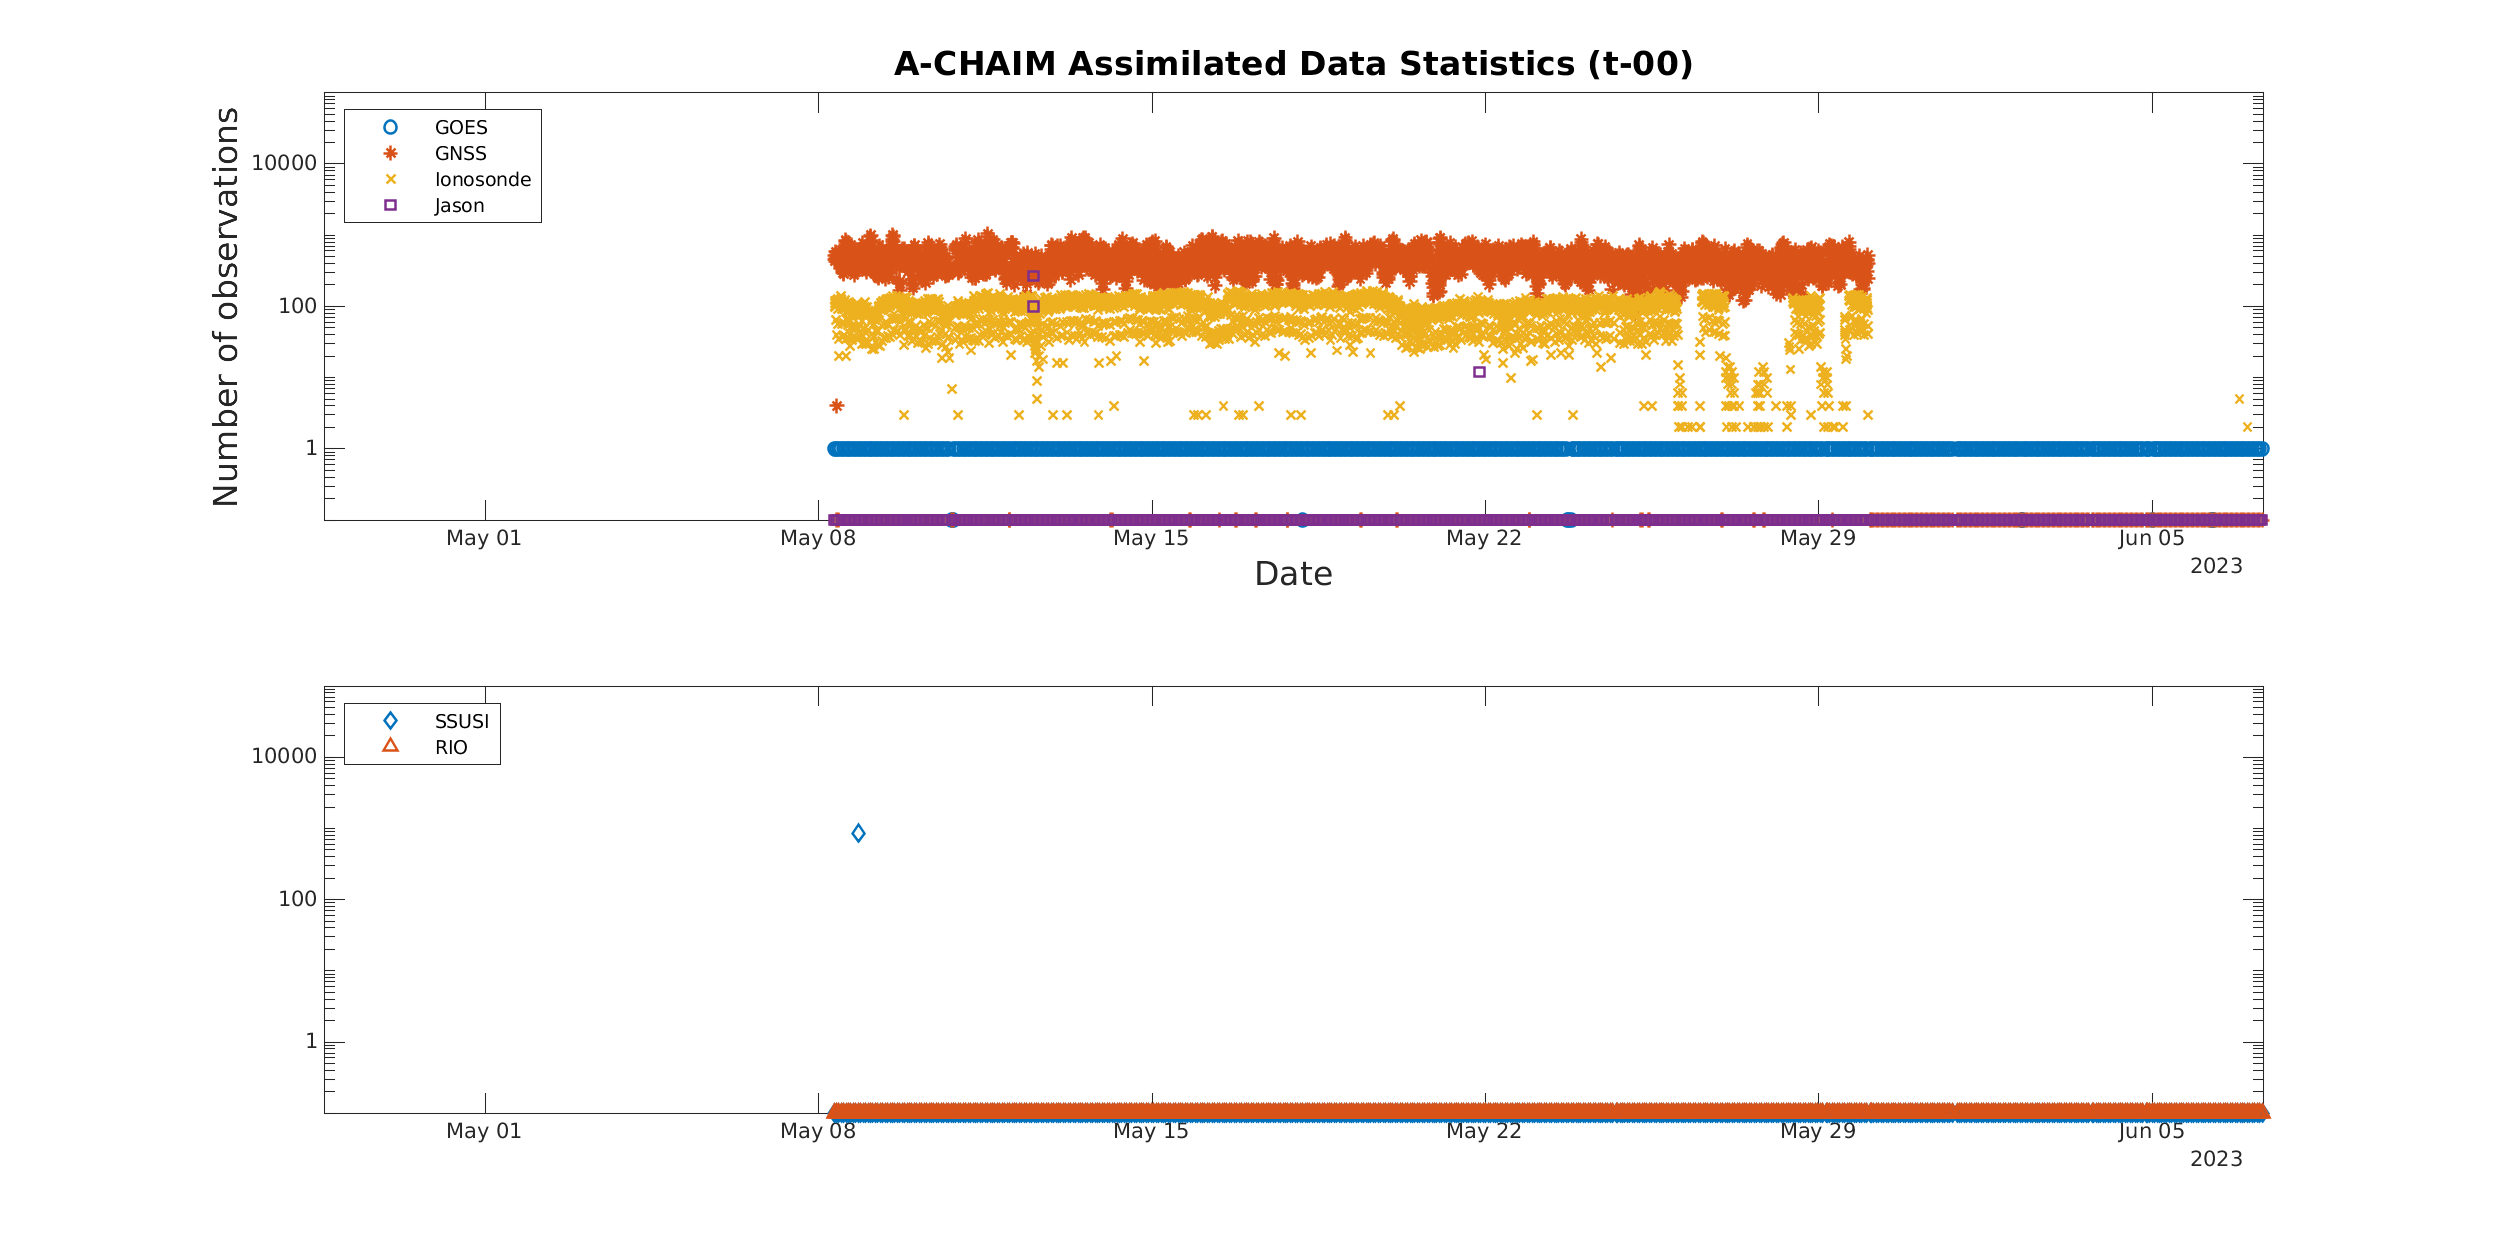 A-CHAIM Assimilated Data Statistics (t-00)
Number of observations
GOES
GNSS
Ionosonde
Jason
10000
100
1
May 01 May 08 May 15 May 22 May 29 Jun 05
2023
Date
SSUSI
RIO
10000
100
1
May 01 May 08 May 15 May 22 May 29 Jun 05
2023